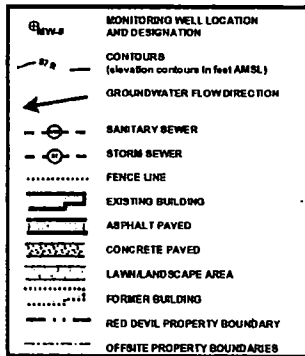 MONITORING WELL LOCATION
AND DESIGNATION
CONTOURS
(elevation contours in feet AMSL)
GROUNDWATER FLOW DIRECTION
SANITARY SEWER
STORM SEWER
FENCE LINE
EXISTING BUILDING
ASPHALT PAVED
CONCRETE PAVED
LAWN/LANDSCAPE AREA
FORMER BUILDING
RED DEVIL PROPERTY BOUNDARY
OFFSITE PROPERTY BOUNDARIES